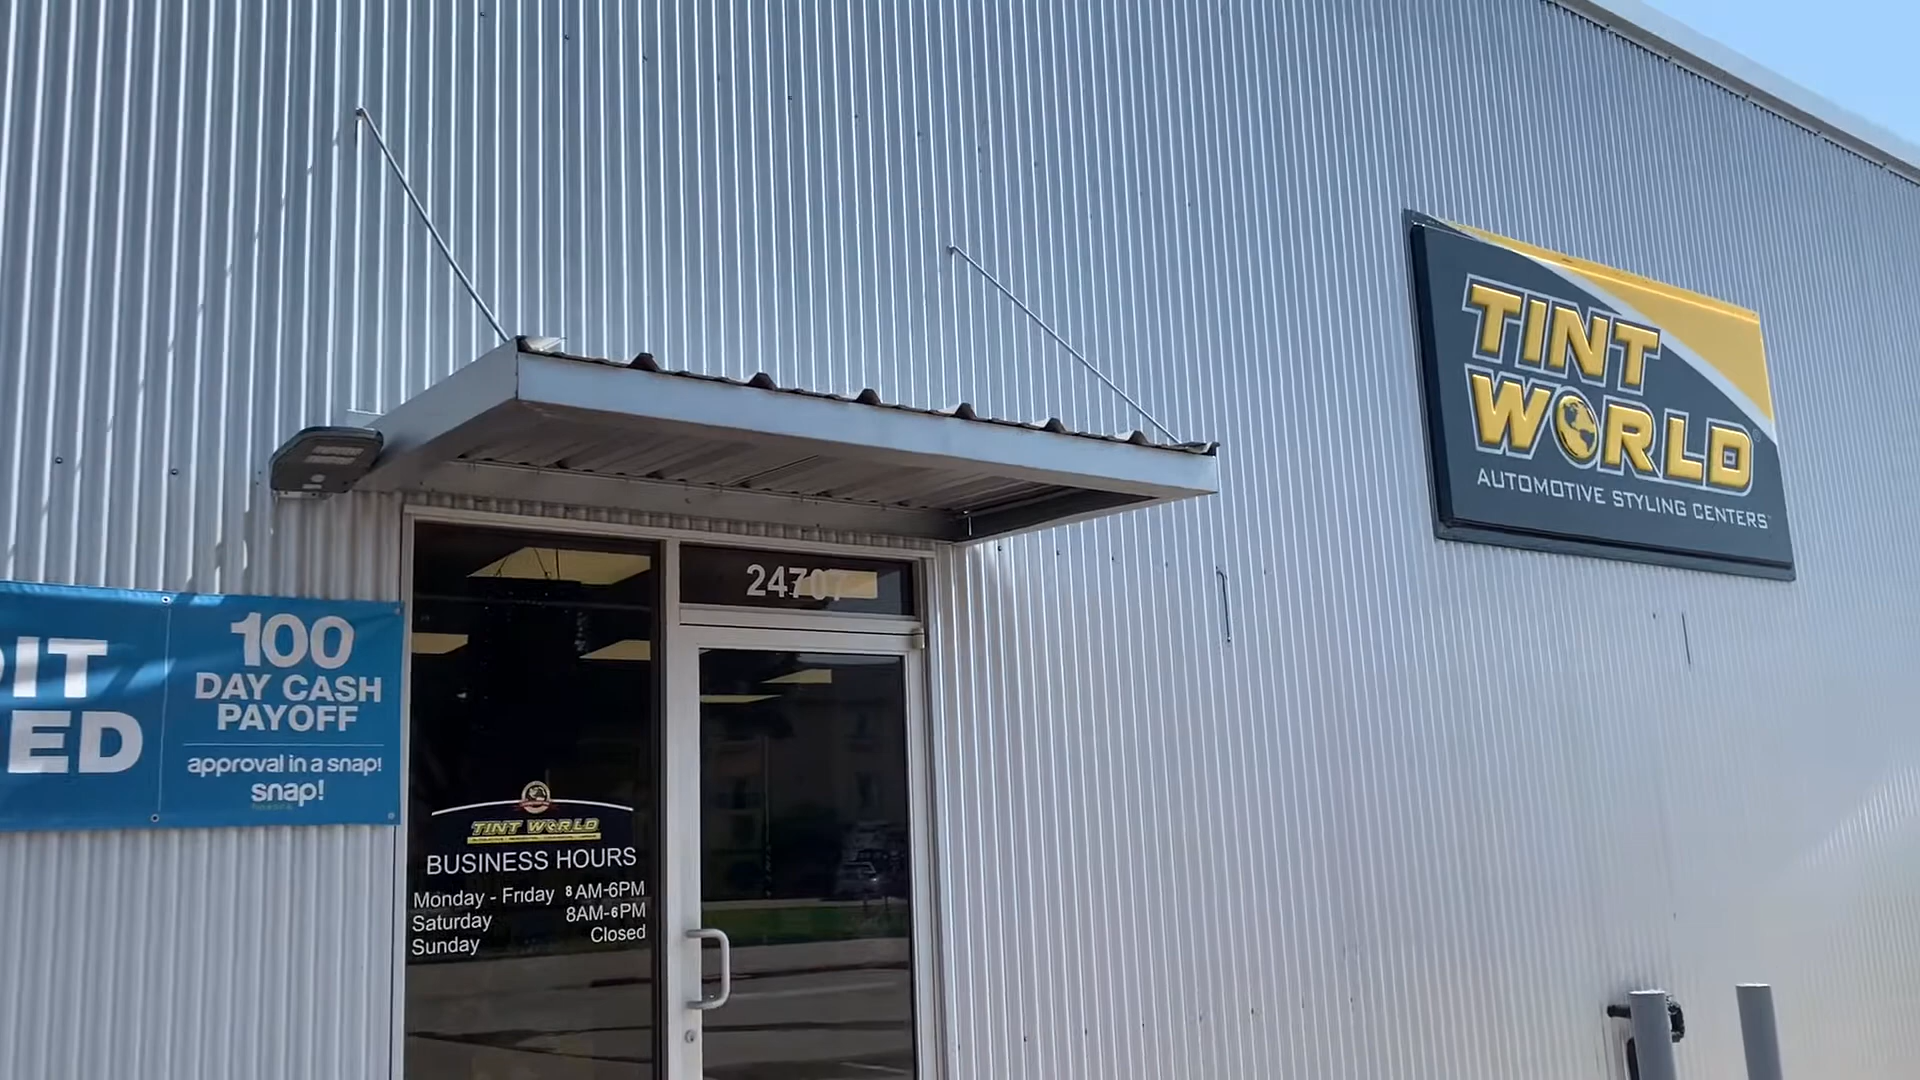 TINT
WORLD
AUTOMOTIVE STYLING CENTERS
24707
IT
ED
100
DAY CASH
PAYOFF
approval in a snap!
snap!
TINT WORLD
BUSINESS HOURS
Monday - Friday 8AM-6PM
Saturday 8AM-6PM
Sunday Closed